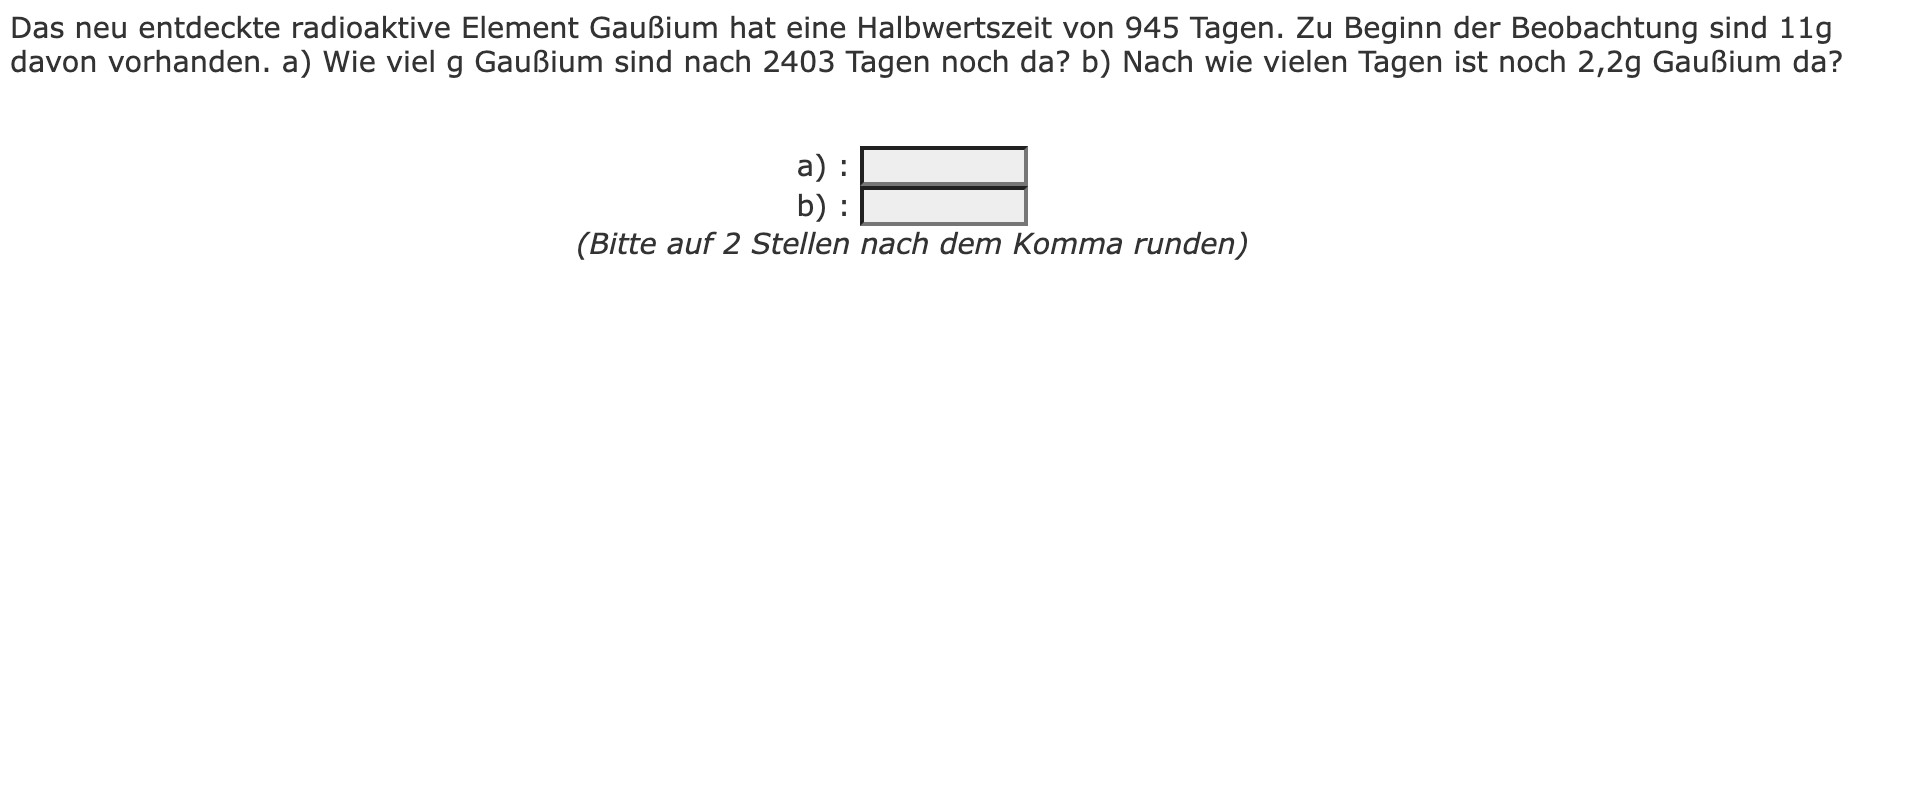 Das neu entdeckte radioaktive Element Gaußium hat eine Halbwertszeit von 945 Tagen. Zu Beginn der Beobachtung sind 11g
davon vorhanden. a) Wie viel g Gaußium sind nach 2403 Tagen noch da? b) Nach wie vielen Tagen ist noch 2,2g Gaußium da?
a) :
b) :
(Bitte auf 2 Stellen nach dem Komma runden)